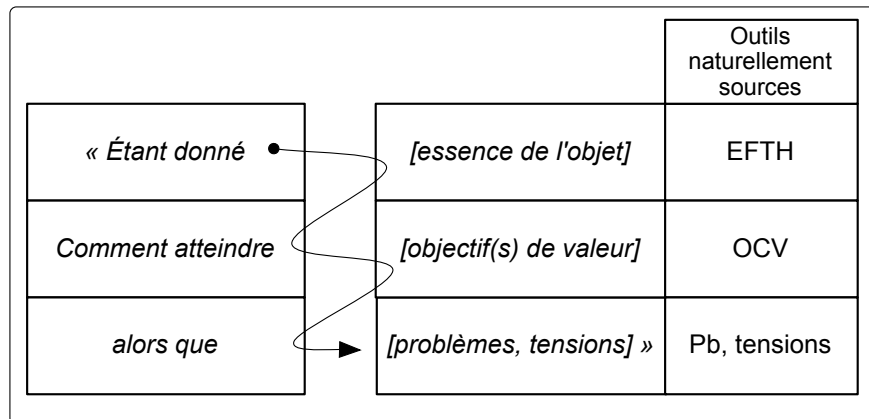 Outils
naturellement
sources
« Étant donné
[essence de l'objet]
EFTH
Comment atteindre
[objectif(s) de valeur]
OCV
alors que
[problèmes, tensions] »
Pb, tensions